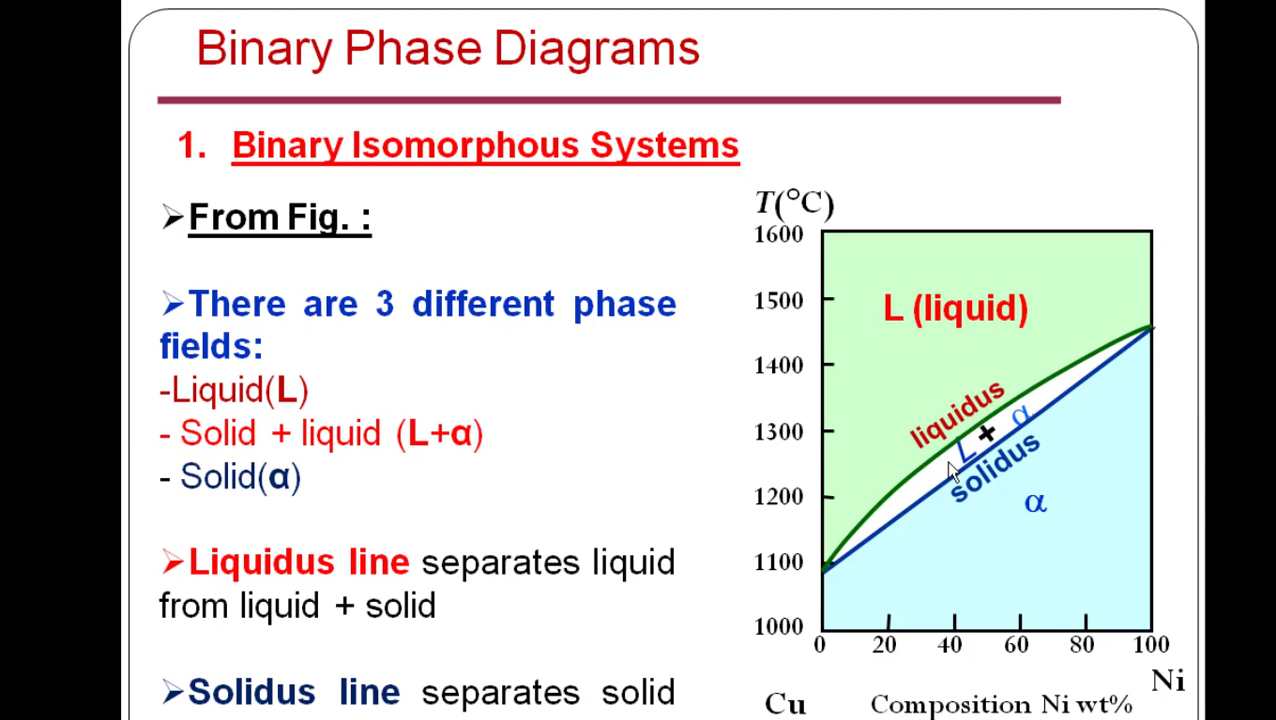 Binary Phase Diagrams
1. Binary Isomorphous Systems
➢From Fig. :
➢There are 3 different phase
fields:
-Liquid(L)
- Solid + liquid (L+α)
- Solid(α)
➢Liquidus line separates liquid
from liquid + solid
➢Solidus line separates solid
T(°C)
1600
1500
1400
1300
1200
1100
1000
L (liquid)
liquidus
L + α
solidus
α
0 20 40 60 80 100
Ni
Cu Composition Ni wt%